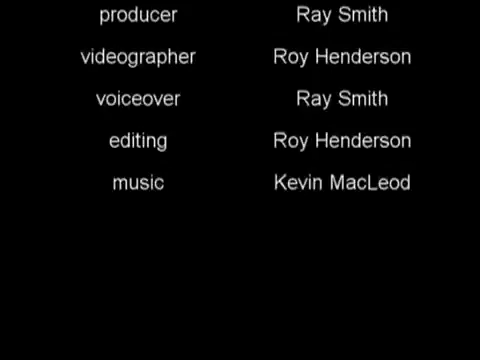 producer Ray Smith
videographer Roy Henderson
voiceover Ray Smith
editing Roy Henderson
music Kevin MacLeod